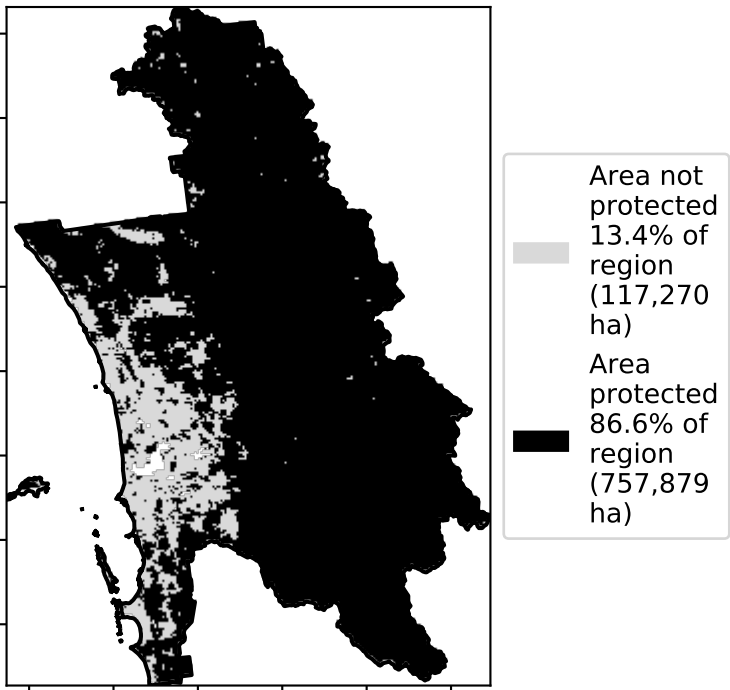 Area not
protected
13.4% of
region
(117,270
ha)
Area
protected
86.6% of
region
(757,879
ha)